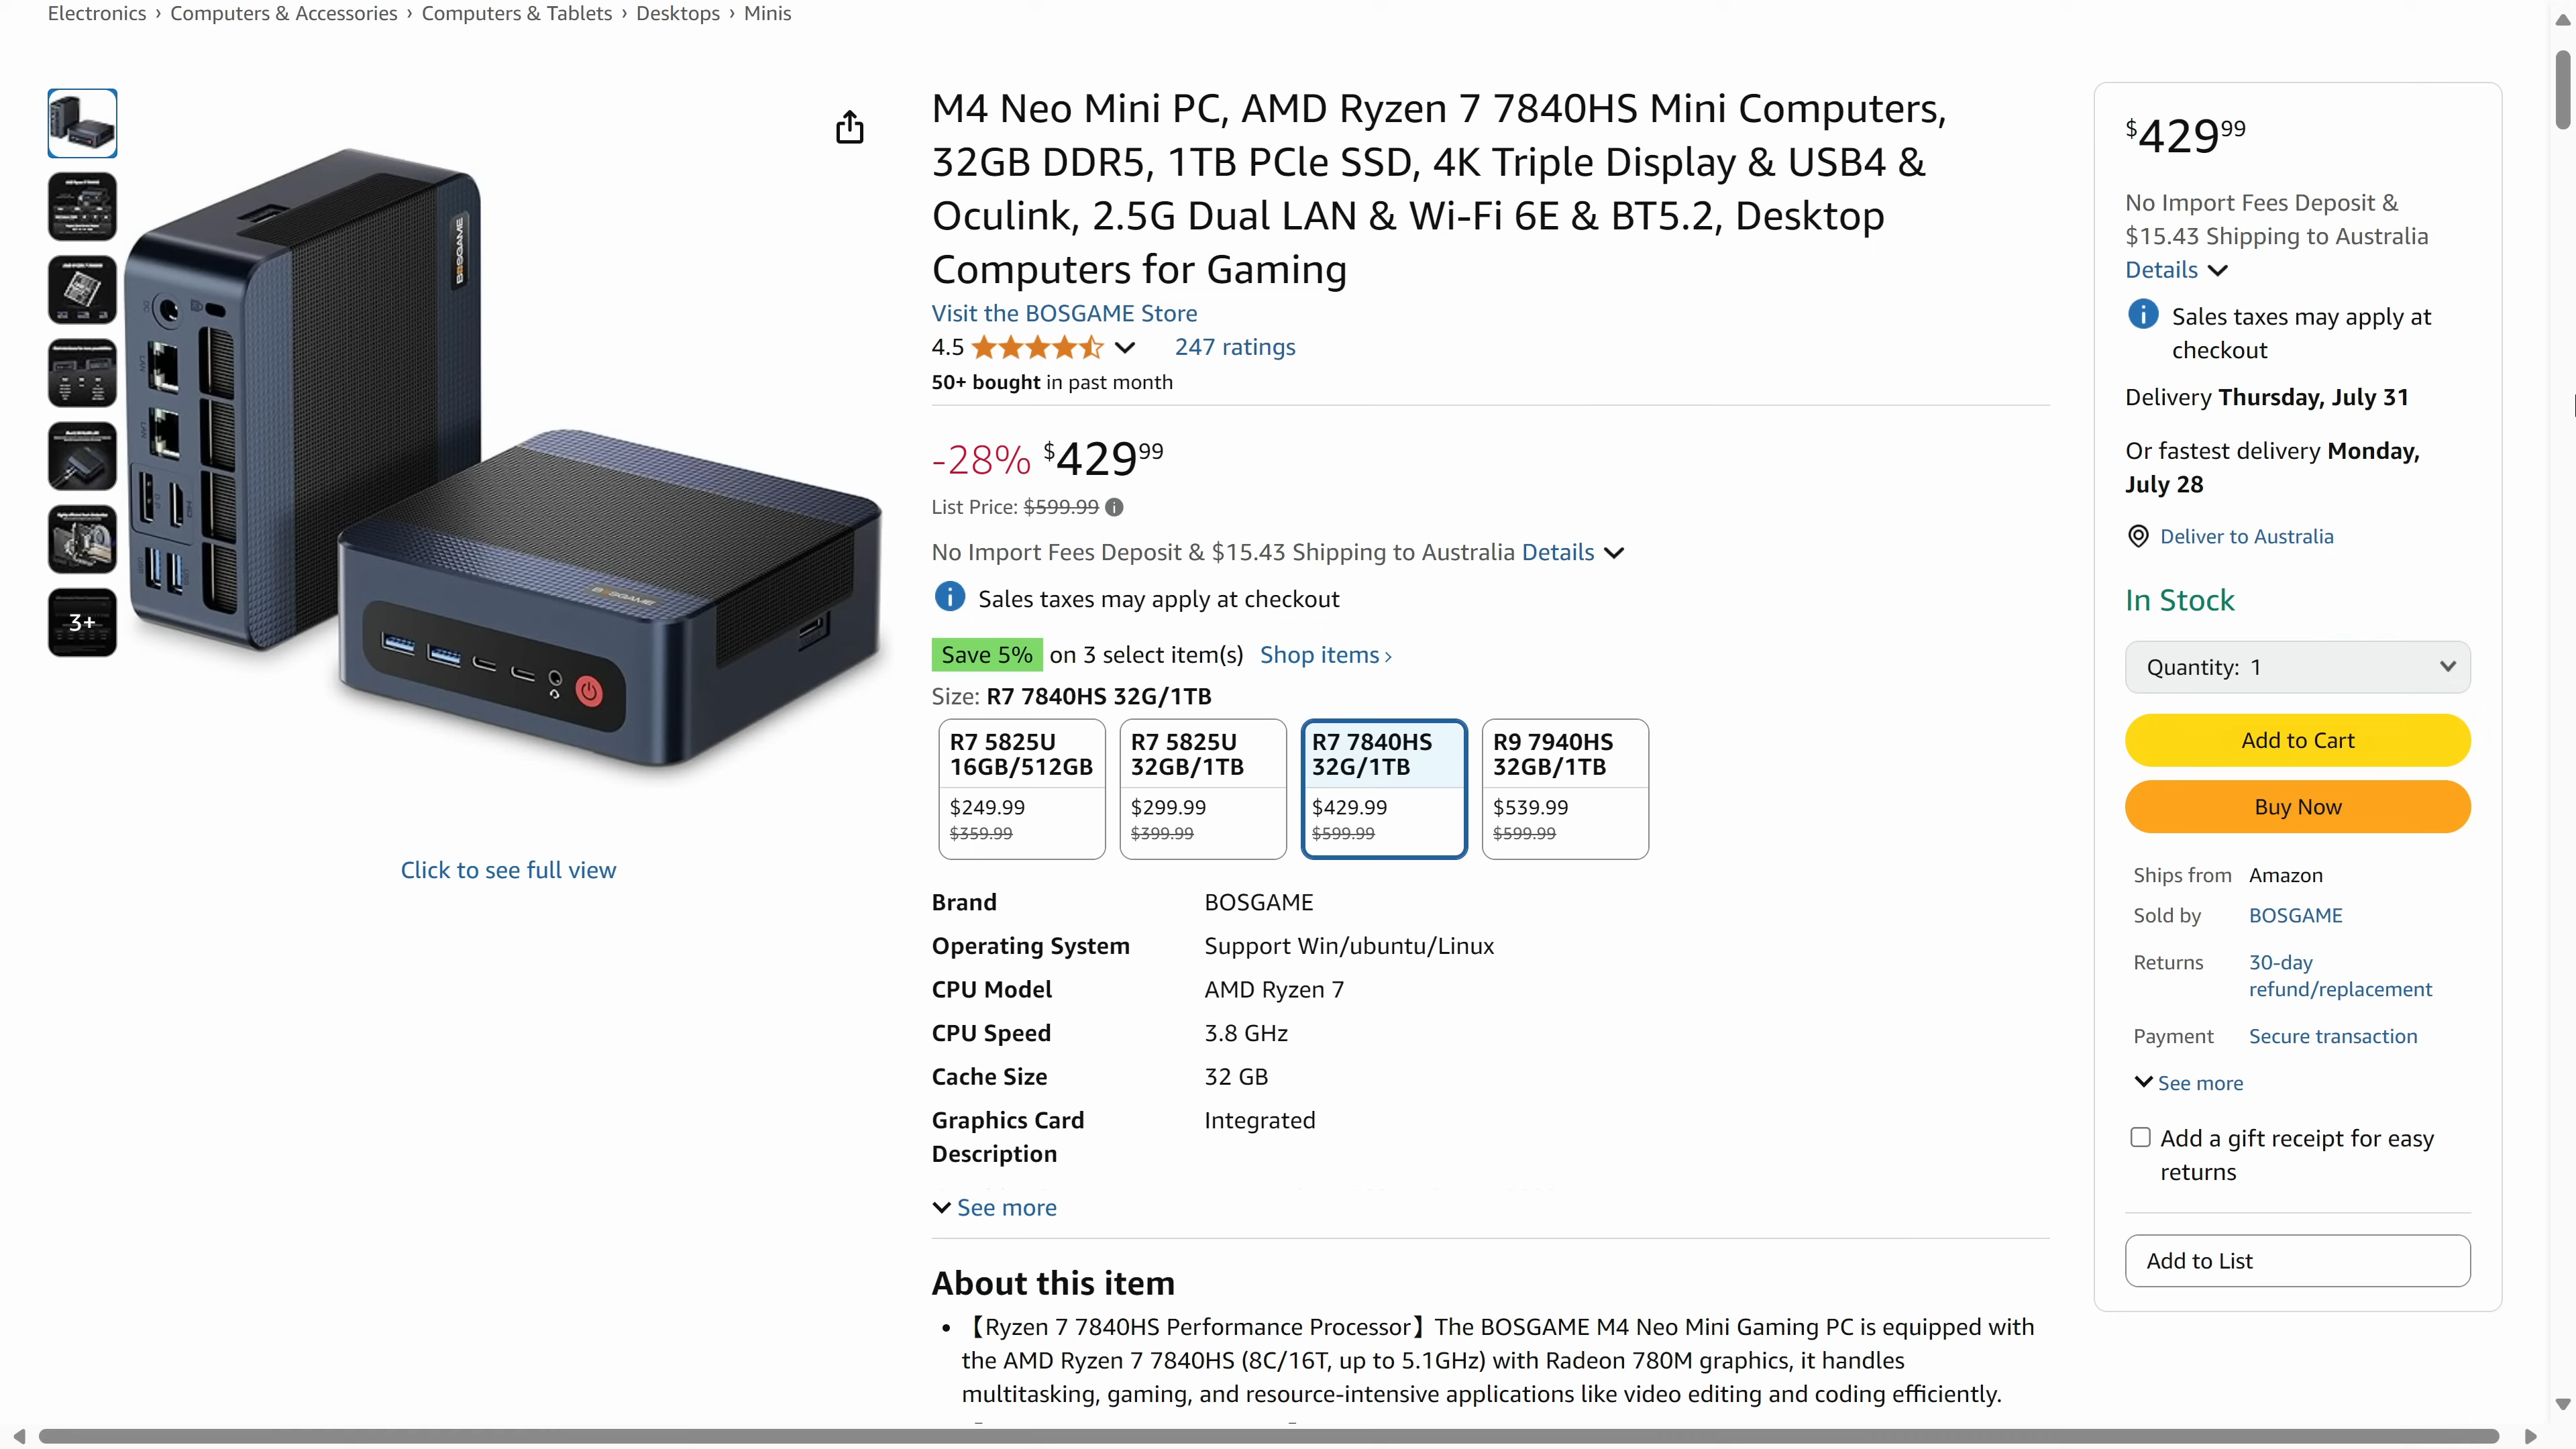 Electronics › Computers & Accessories › Computers & Tablets › Desktops › Minis
3+
BOSGAME
BOSGAME
Click to see full view
M4 Neo Mini PC, AMD Ryzen 7 7840HS Mini Computers,
32GB DDR5, 1TB PCle SSD, 4K Triple Display & USB4 &
Oculink, 2.5G Dual LAN & Wi-Fi 6E & BT5.2, Desktop
Computers for Gaming
Visit the BOSGAME Store
4.5 247 ratings
50+ bought in past month
-28% $429 99
List Price: $599.99
No Import Fees Deposit & $15.43 Shipping to Australia Details
Sales taxes may apply at checkout
Save 5% on 3 select item(s) Shop items ›
Size: R7 7840HS 32G/1TB
R7 5825U
16GB/512GB
$249.99
$359.99
R7 5825U
32GB/1TB
$299.99
$399.99
R7 7840HS
32G/1TB
$429.99
$599.99
R9 7940HS
32GB/1TB
$539.99
$599.99
Brand BOSGAME
Operating System Support Win/ubuntu/Linux
CPU Model AMD Ryzen 7
CPU Speed 3.8 GHz
Cache Size 32 GB
Graphics Card Integrated
Description
See more
About this item
• 【Ryzen 7 7840HS Performance Processor】The BOSGAME M4 Neo Mini Gaming PC is equipped with
the AMD Ryzen 7 7840HS (8C/16T, up to 5.1GHz) with Radeon 780M graphics, it handles
multitasking, gaming, and resource-intensive applications like video editing and coding efficiently.
$429 99
No Import Fees Deposit &
$15.43 Shipping to Australia
Details
Sales taxes may apply at
checkout
Delivery Thursday, July 31
Or fastest delivery Monday,
July 28
Deliver to Australia
In Stock
Quantity: 1
Add to Cart
Buy Now
Ships from Amazon
Sold by BOSGAME
Returns 30-day
refund/replacement
Payment Secure transaction
See more
Add a gift receipt for easy
returns
Add to List